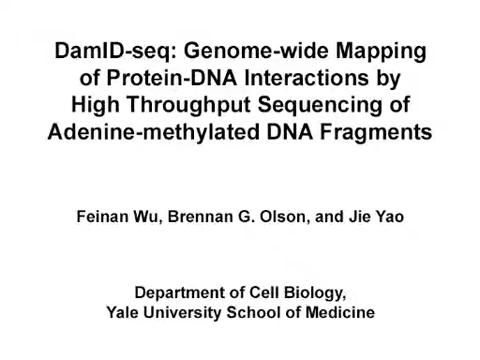 DamID-seq: Genome-wide Mapping
of Protein-DNA Interactions by
High Throughput Sequencing of
Adenine-methylated DNA Fragments
Feinan Wu, Brennan G. Olson, and Jie Yao
Department of Cell Biology,
Yale University School of Medicine